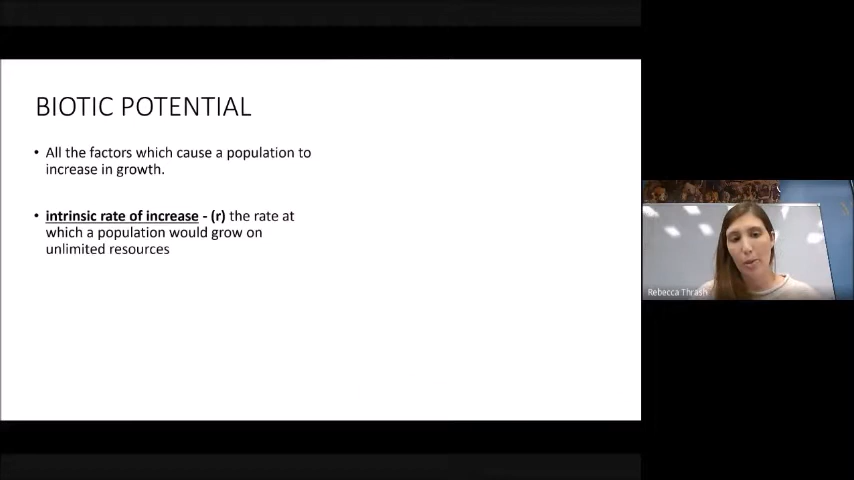 BIOTIC POTENTIAL
• All the factors which cause a population to
increase in growth.
• intrinsic rate of increase - (r) the rate at
which a population would grow on
unlimited resources
Rebecca Thrash